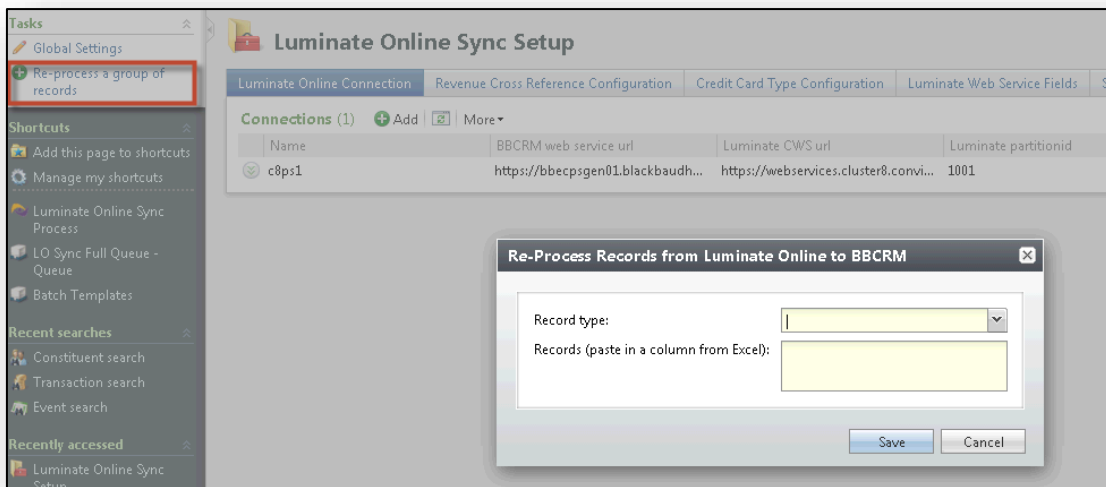 Tasks
Global Settings
Re-process a group of
records
Shortcuts
Add this page to shortcuts
Manage my shortcuts
Luminate Online Sync
Process
LO Sync Full Queue -
Queue
Batch Templates
Recent searches
Constituent search
Transaction search
Event search
Recently accessed
Luminate Online Sync
Setup
Luminate Online Sync Setup
Luminate Online Connection Revenue Cross Reference Configuration Credit Card Type Configuration Luminate Web Service Fields S
Connections (1) Add More
Name BBCRM web service url Luminate CWS url Luminate partitionid
c8ps1 https://bbecpsgen01.blackbaudh... https://webservices.cluster8.convi... 1001
Re-Process Records from Luminate Online to BBCRM
Record type:
Records (paste in a column from Excel):
Save Cancel